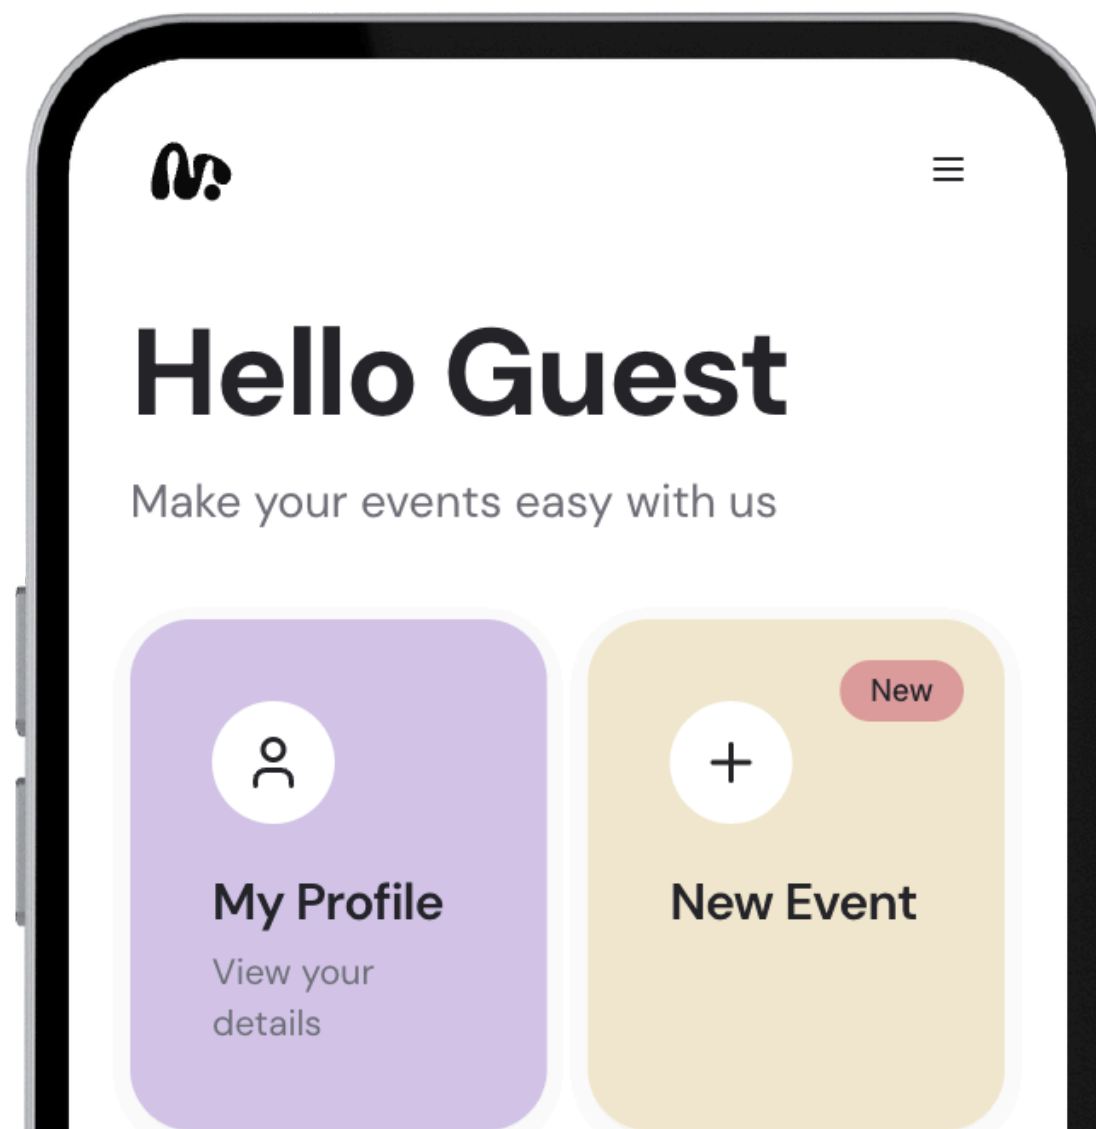 Hello Guest
Make your events easy with us
My Profile
View your
details
New
New Event